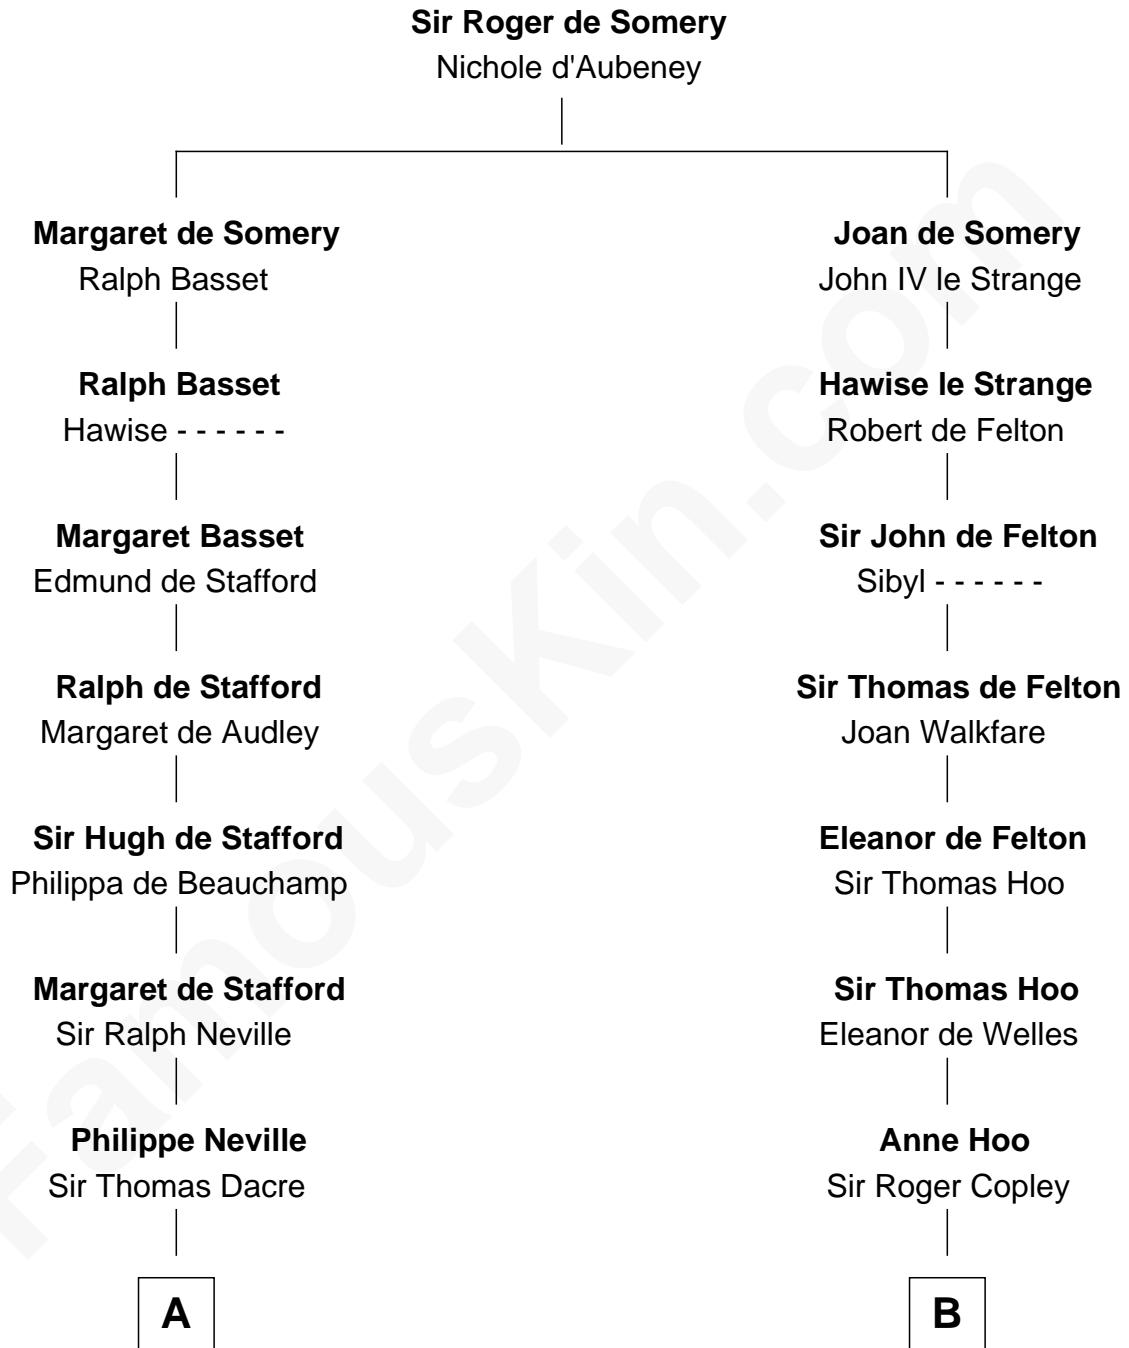 Sir Roger de Somery
Nichole d'Aubeney
Margaret de Somery
Ralph Basset
Joan de Somery
John IV le Strange
Ralph Basset
Hawise - - - - - -
Hawise le Strange
Robert de Felton
Margaret Basset
Edmund de Stafford
Sir John de Felton
Sibyl - - - - - -
Ralph de Stafford
Margaret de Audley
Sir Thomas de Felton
Joan Walkfare
Sir Hugh de Stafford
Philippa de Beauchamp
Eleanor de Felton
Sir Thomas Hoo
Margaret de Stafford
Sir Ralph Neville
Sir Thomas Hoo
Eleanor de Welles
Philippe Neville
Sir Thomas Dacre
Anne Hoo
Sir Roger Copley
A
B
FamousKin.com